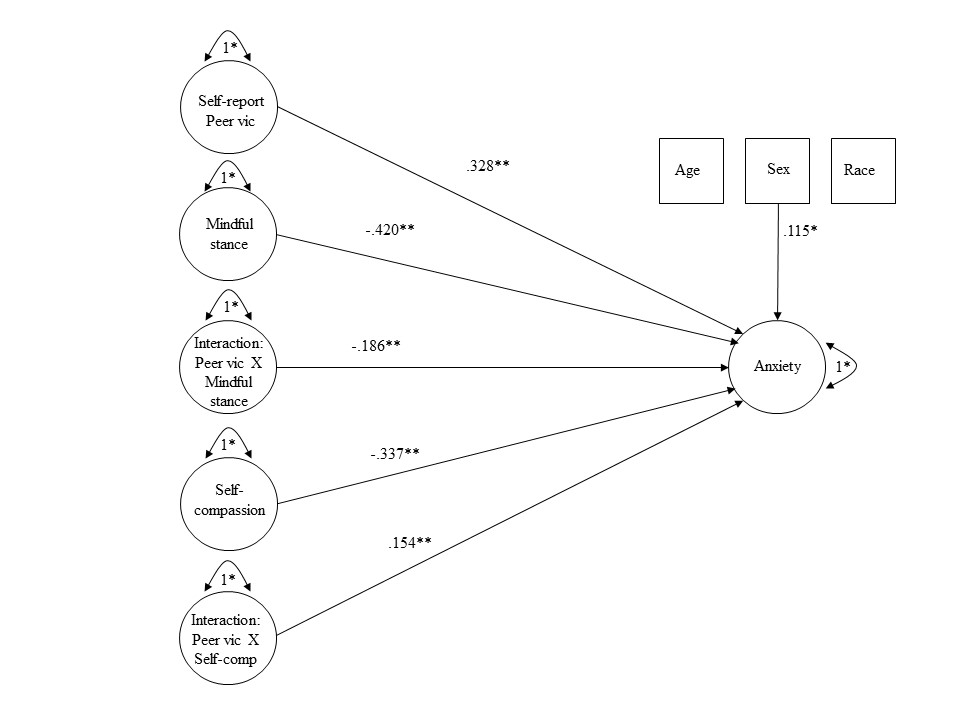 1*
Self-report
Peer vic
.328**
1*
Mindful
stance
-.420**
1*
Interaction:
Peer vic X
Mindful
stance
-.186**
1*
Self-
compassion
-.337**
1*
Interaction:
Peer vic X
Self-comp
.154**
Age
Sex
Race
.115*
Anxiety
1*